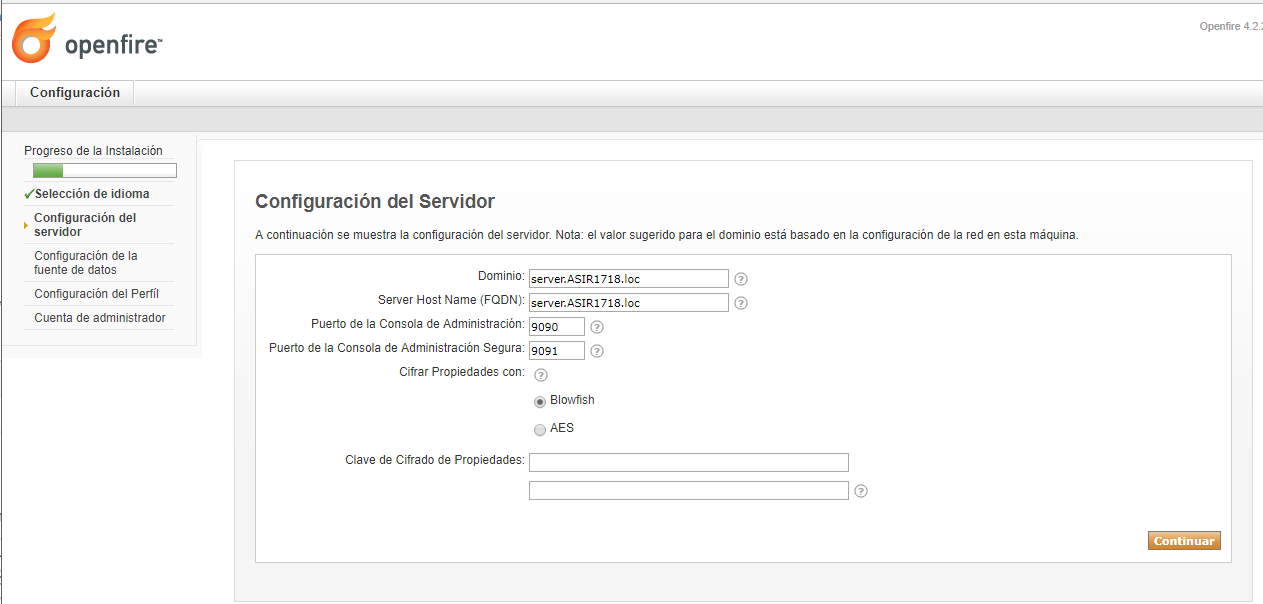 openfire™
Openfire 4.2.
Configuración
Progreso de la Instalación
✔Selección de idioma
Configuración del
servidor
Configuración de la
fuente de datos
Configuración del Perfíl
Cuenta de administrador
Configuración del Servidor
A continuación se muestra la configuración del servidor. Nota: el valor sugerido para el dominio está basado en la configuración de la red en esta máquina.
Dominio: server.ASIR1718.loc ?
Server Host Name (FQDN): server.ASIR1718.loc ?
Puerto de la Consola de Administración: 9090 ?
Puerto de la Consola de Administración Segura: 9091 ?
Cifrar Propiedades con: ?
Blowfish
AES
Clave de Cifrado de Propiedades:
?
Continuar